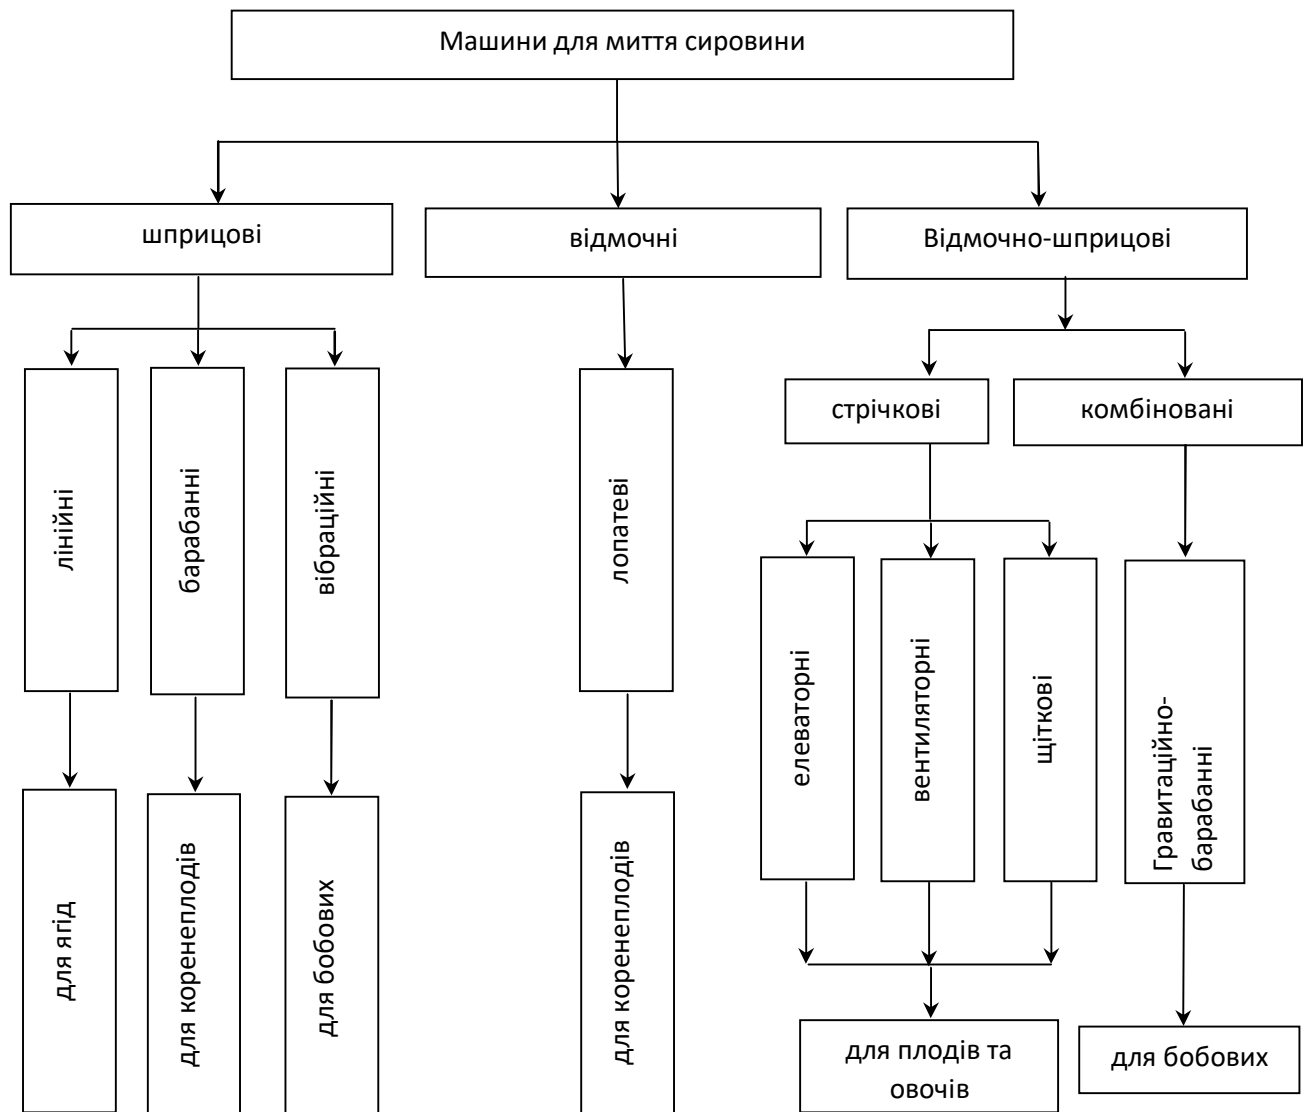 Машини для миття сировини
шприцові
відмочні
Відмочно-шприцові
лінійні
барабанні
вібраційні
лопатеві
стрічкові
комбіновані
елеваторні
вентиляторні
щіткові
Гравитаційно-
барабанні
для ягід
для коренеплодів
для бобових
для коренеплодів
для плодів та
овочів
для бобових